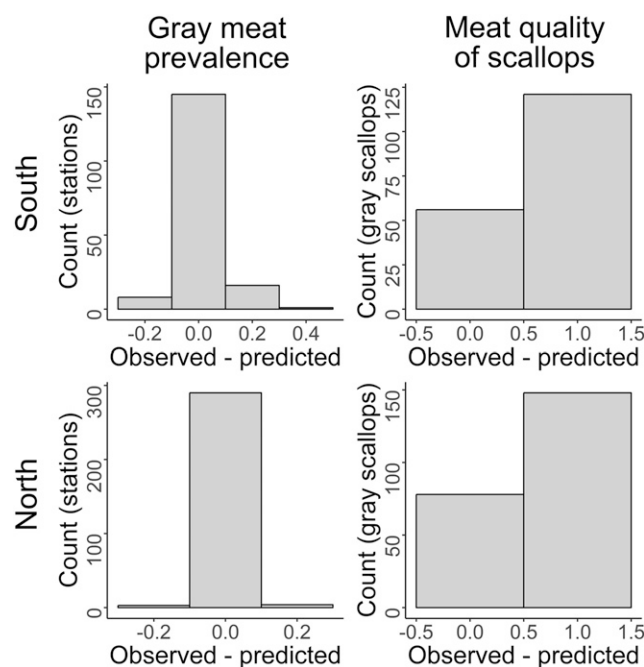 Gray meat
prevalence
Meat quality
of scallops
South
Count (stations)
150
100
50
0
-0.2 0.0 0.2 0.4
Observed - predicted
Count (gray scallops)
125
100
75
50
25
0
-0.5 0.0 0.5 1.0 1.5
Observed - predicted
North
Count (stations)
300
200
100
0
-0.2 0.0 0.2
Observed - predicted
Count (gray scallops)
150
100
50
0
-0.5 0.0 0.5 1.0 1.5
Observed - predicted